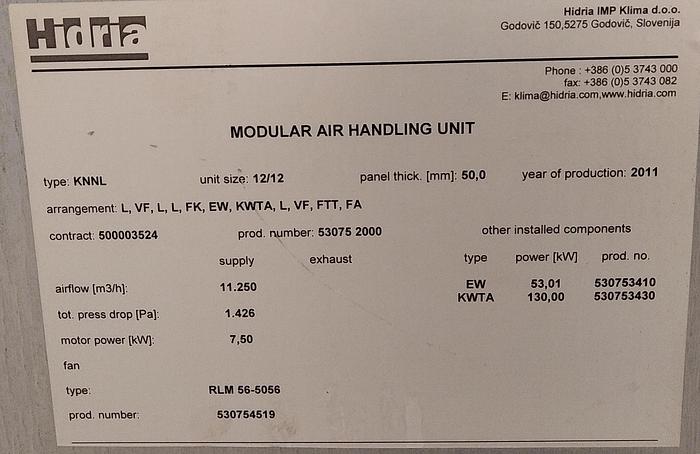 Hidria
Hidria IMP Klima d.o.o.
Godovič 150,5275 Godovič, Slovenija
Phone : +386 (0)5 3743 000
fax: +386 (0)5 3743 082
E: klima@hidria.com,www.hidria.com
MODULAR AIR HANDLING UNIT
type: KNNL unit size: 12/12 panel thick. [mm]: 50,0 year of production: 2011
arrangement: L, VF, L, L, FK, EW, KWTA, L, VF, FTT, FA
contract: 500003524 prod. number: 53075 2000 other installed components
supply exhaust type power [kW] prod. no.
airflow [m3/h]: 11.250 EW 53,01 530753410
KWTA 130,00 530753430
tot. press drop [Pa]: 1.426
motor power [kW]: 7,50
fan
type: RLM 56-5056
prod. number: 530754519